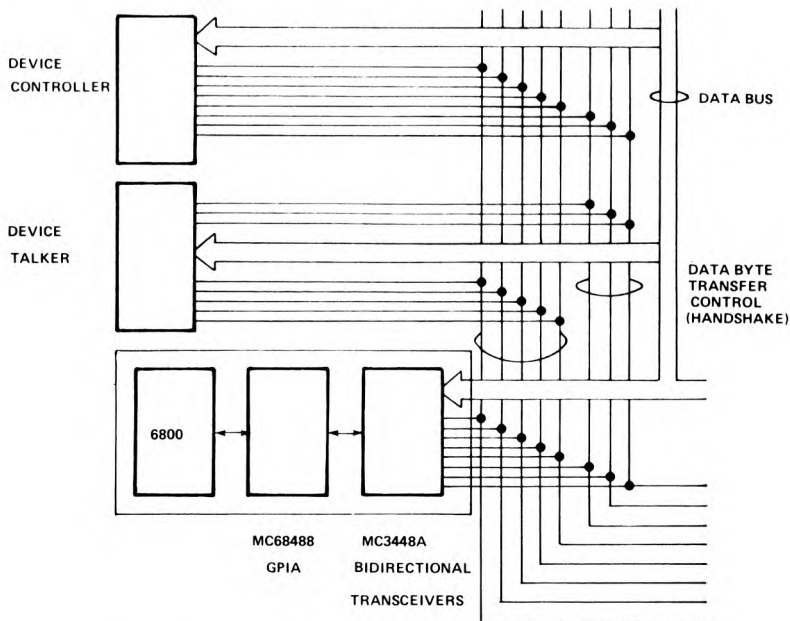 DEVICE
CONTROLLER
DATA BUS
DEVICE
TALKER
DATA BYTE
TRANSFER
CONTROL
(HANDSHAKE)
6800
MC68488
GPIA
MC3448A
BIDIRECTIONAL
TRANSCEIVERS